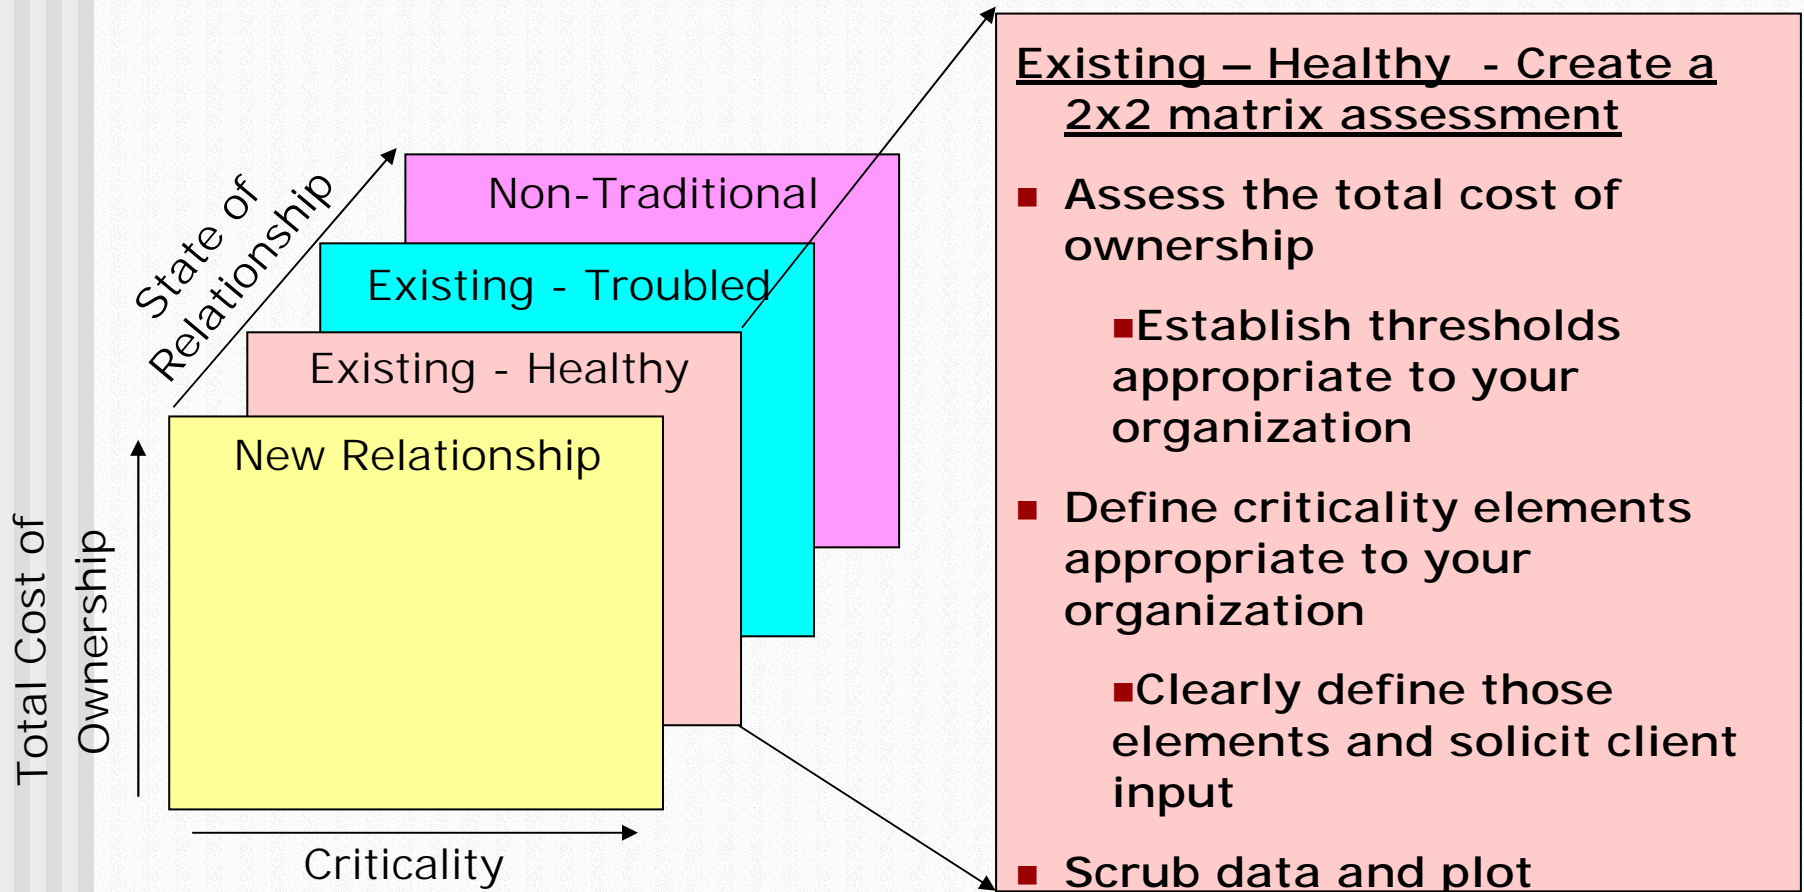 State of
Relationship
Non-Traditional
Existing - Troubled
Existing - Healthy
New Relationship
Total Cost of
Ownership
Criticality
Existing – Healthy - Create a
2x2 matrix assessment
■ Assess the total cost of
ownership
■Establish thresholds
appropriate to your
organization
■ Define criticality elements
appropriate to your
organization
■Clearly define those
elements and solicit client
input
■ Scrub data and plot